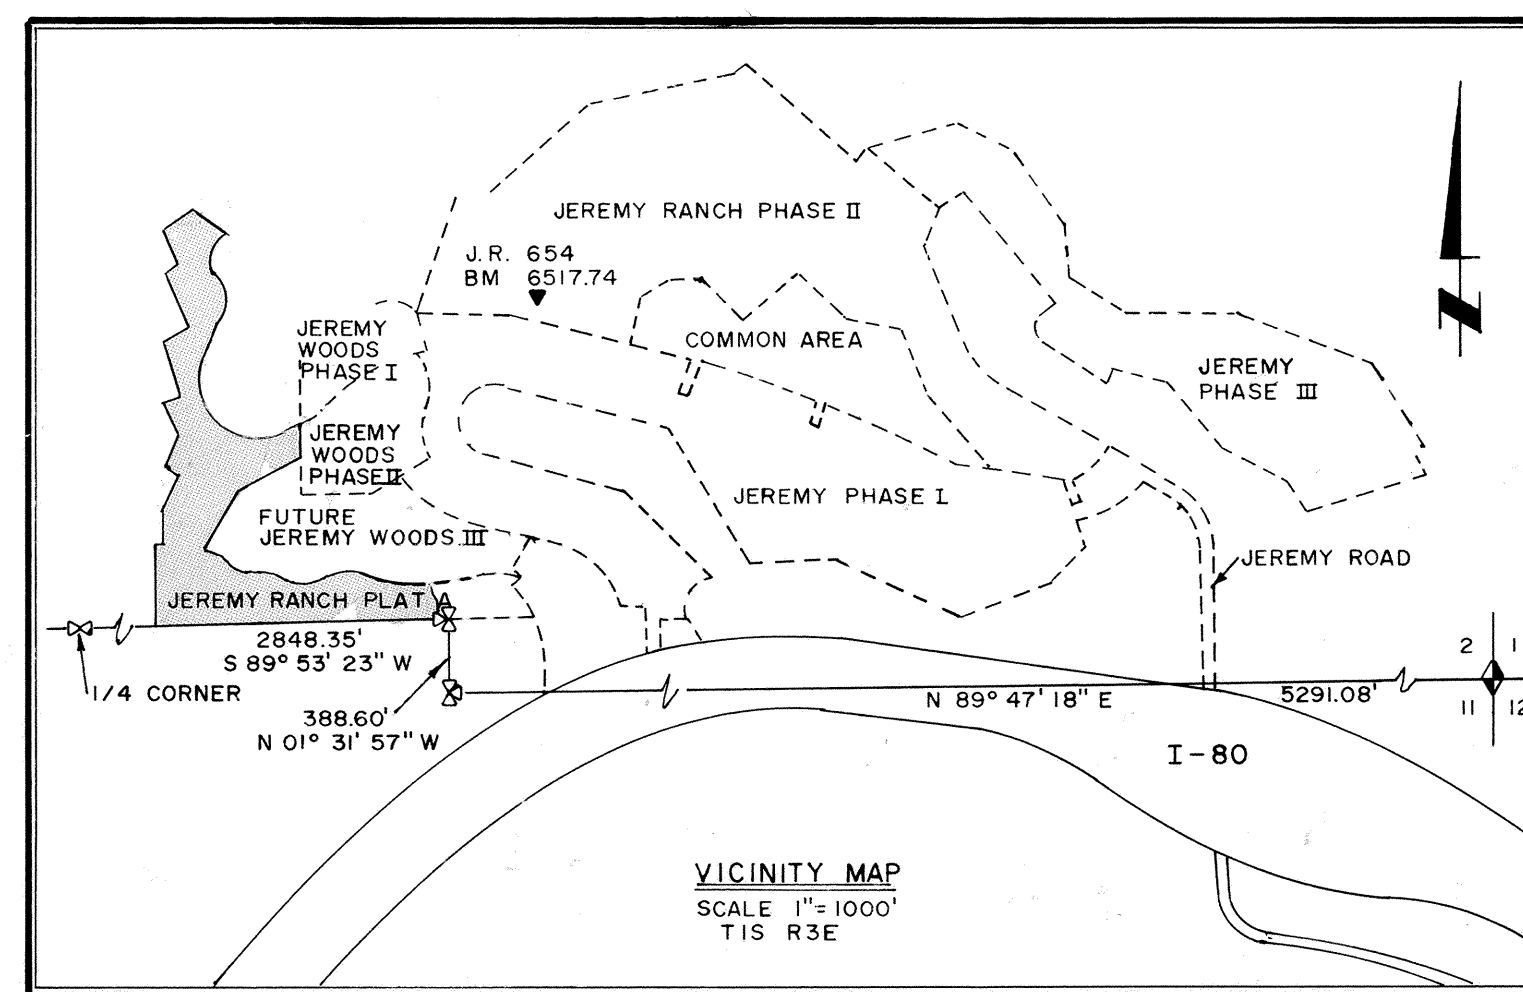 JEREMY RANCH PHASE II
J.R. 654
BM 6517.74
JEREMY
WOODS
PHASE I
COMMON AREA
JEREMY
PHASE III
JEREMY
WOODS
PHASE II
JEREMY PHASE I
FUTURE
JEREMY WOODS III
JEREMY ROAD
JEREMY RANCH PLAT A
2848.35'
S 89° 53' 23" W
1/4 CORNER
388.60'
N 01° 31' 57" W
N 89° 47' 18" E
5291.08'
2 1
11 12
I-80
N
VICINITY MAP
SCALE 1"=1000'
T1S R3E